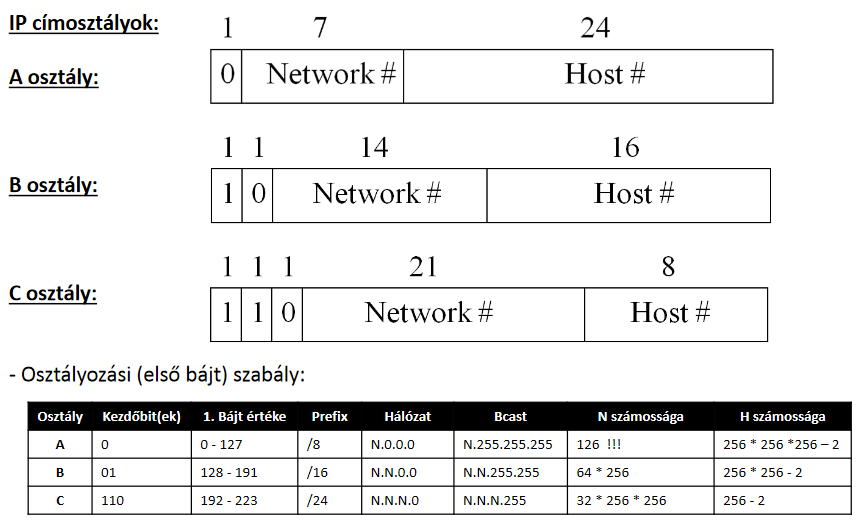 IP címosztályok:
1 7 24
A osztály:
0 Network # Host #
1 1 14 16
B osztály:
1 0 Network # Host #
1 1 1 21 8
C osztály:
1 1 0 Network # Host #
- Osztályozási (első bájt) szabály:
Osztály Kezdőbit(ek) 1. Bájt értéke Prefix Hálózat Bcast N számossága H számossága
A 0 0 - 127 /8 N.0.0.0 N.255.255.255 126 !!! 256 * 256 *256 – 2
B 01 128 - 191 /16 N.N.0.0 N.N.255.255 64 * 256 256 * 256 - 2
C 110 192 - 223 /24 N.N.N.0 N.N.N.255 32 * 256 * 256 256 - 2